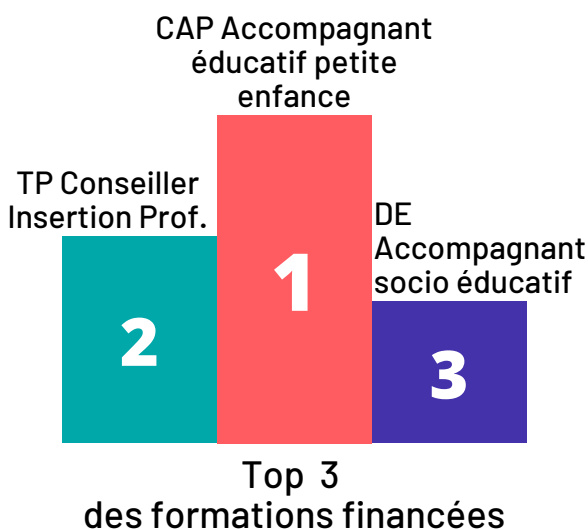 CAP Accompagnant
éducatif petite
enfance
TP Conseiller
Insertion Prof.
DE
Accompagnant
socio éducatif
1
2
3
Top 3
des formations financées